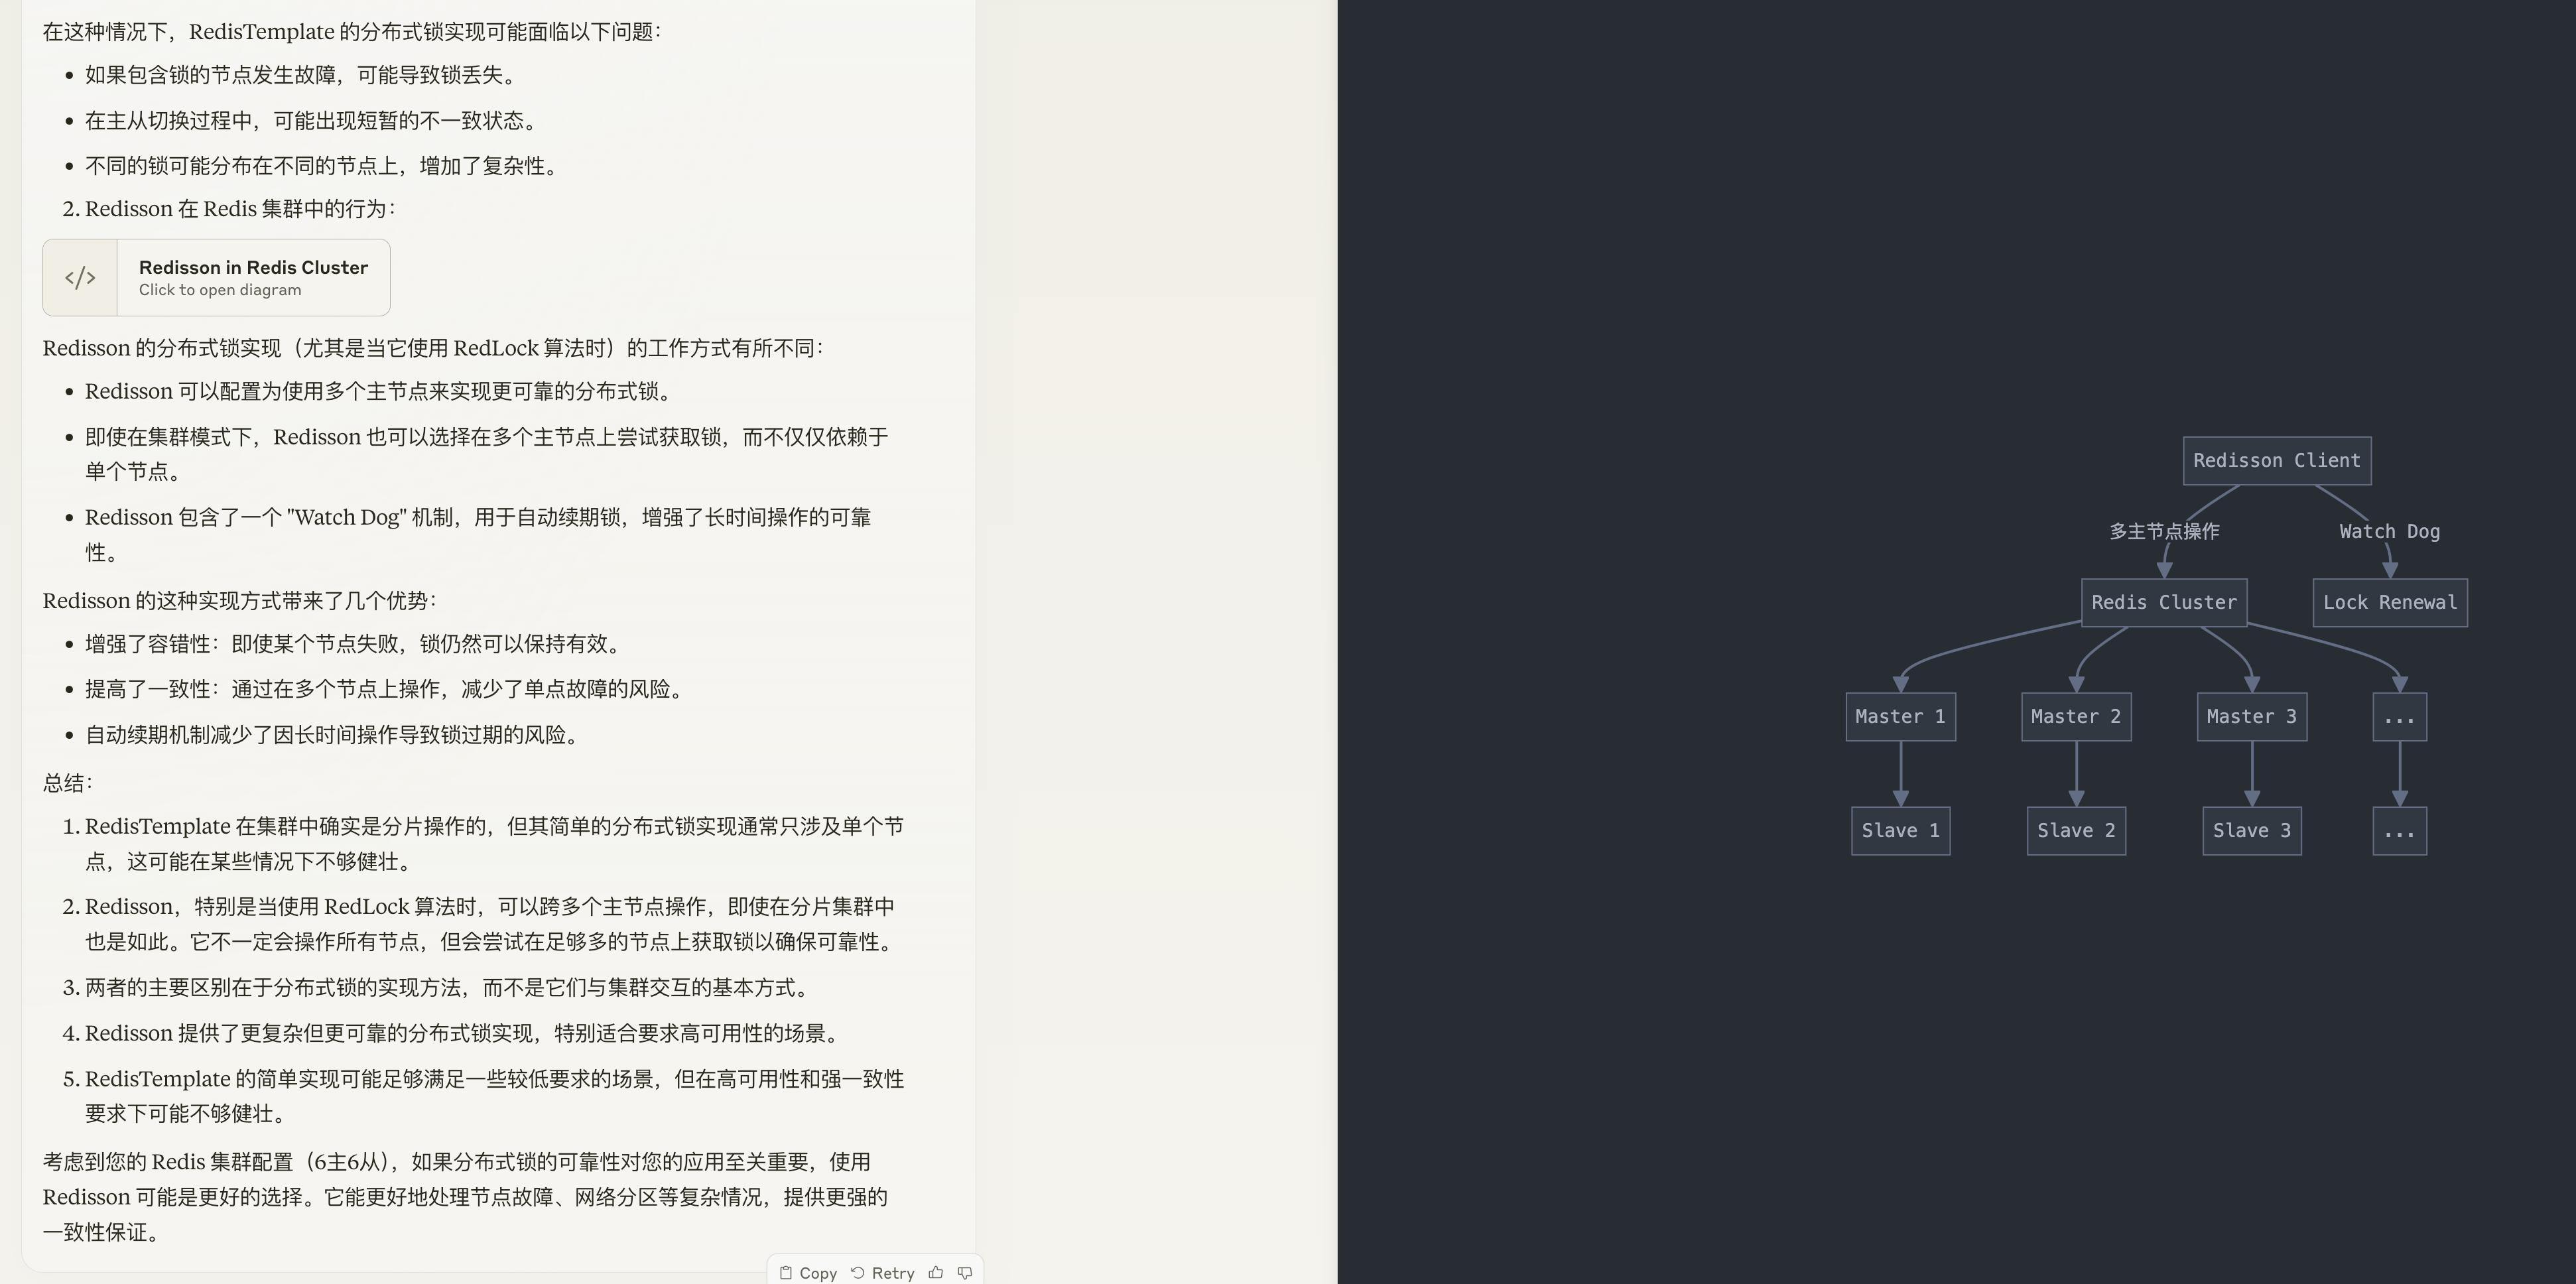 在这种情况下，RedisTemplate 的分布式锁实现可能面临以下问题：
• 如果包含锁的节点发生故障，可能导致锁丢失。
• 在主从切换过程中，可能出现短暂的不一致状态。
• 不同的锁可能分布在不同的节点上，增加了复杂性。
2. Redisson 在 Redis 集群中的行为：
</>
Redisson in Redis Cluster
Click to open diagram
Redisson 的分布式锁实现（尤其是当它使用 RedLock 算法时）的工作方式有所不同：
• Redisson 可以配置为使用多个主节点来实现更可靠的分布式锁。
• 即使在集群模式下，Redisson 也可以选择在多个主节点上尝试获取锁，而不仅仅依赖于
单个节点。
• Redisson 包含了一个 "Watch Dog" 机制，用于自动续期锁，增强了长时间操作的可靠
性。
Redisson 的这种实现方式带来了几个优势：
• 增强了容错性：即使某个节点失败，锁仍然可以保持有效。
• 提高了一致性：通过在多个节点上操作，减少了单点故障的风险。
• 自动续期机制减少了因长时间操作导致锁过期的风险。
总结：
1. RedisTemplate 在集群中确实是分片操作的，但其简单的分布式锁实现通常只涉及单个节
点，这可能在某些情况下不够健壮。
2. Redisson，特别是当使用 RedLock 算法时，可以跨多个主节点操作，即使在分片集群中
也是如此。它不一定会操作所有节点，但会尝试在足够多的节点上获取锁以确保可靠性。
3. 两者的主要区别在于分布式锁的实现方法，而不是它们与集群交互的基本方式。
4. Redisson 提供了更复杂但更可靠的分布式锁实现，特别适合要求高可用性的场景。
5. RedisTemplate 的简单实现可能足够满足一些较低要求的场景，但在高可用性和强一致性
要求下可能不够健壮。
考虑到您的 Redis 集群配置（6主6从），如果分布式锁的可靠性对您的应用至关重要，使用
Redisson 可能是更好的选择。它能更好地处理节点故障、网络分区等复杂情况，提供更强的
一致性保证。
Copy Retry
Redisson Client
多主节点操作 Watch Dog
Redis Cluster Lock Renewal
Master 1 Master 2 Master 3 ...
Slave 1 Slave 2 Slave 3 ...